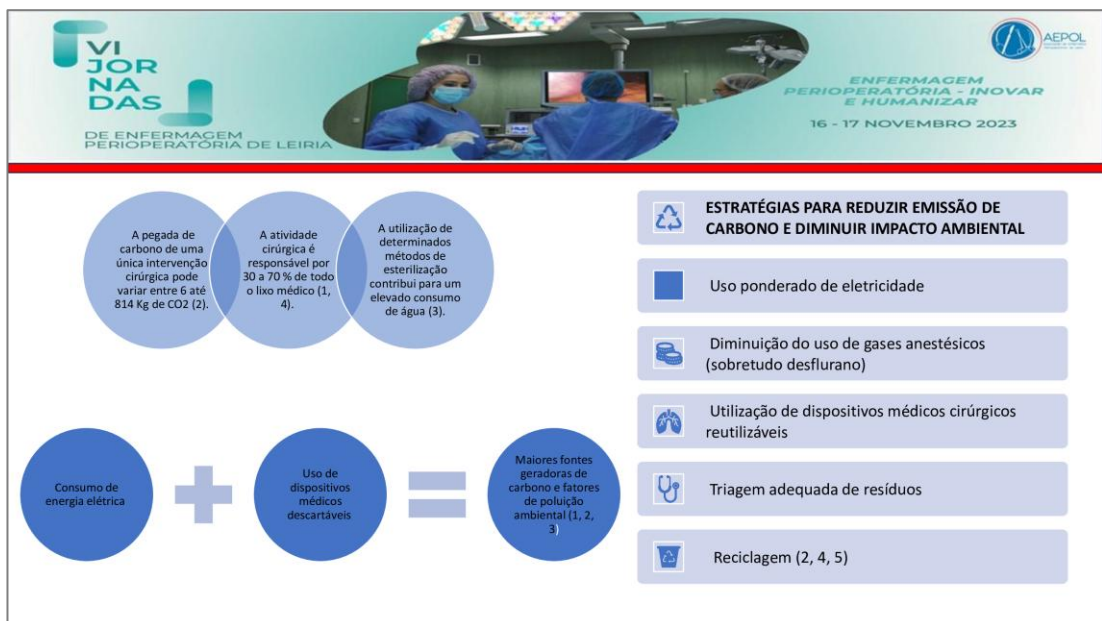 VI
JOR
NA
DAS
DE ENFERMAGEM
PERIOPERATÓRIA DE LEIRIA
AEPOL
ENFERMAGEM
PERIOPERATÓRIA - INOVAR
E HUMANIZAR
16 - 17 NOVEMBRO 2023
A pegada de
carbono de uma
única intervenção
cirúrgica pode
variar entre 6 até
814 Kg de CO2 (2).
A atividade
cirúrgica é
responsável por
30 a 70 % de todo
o lixo médico (1,
4).
A utilização de
determinados
métodos de
esterilização
contribui para um
elevado consumo
de água (3).
Consumo de
energia elétrica
Uso de
dispositivos
médicos
descartáveis
Maiores fontes
geradoras de
carbono e fatores
de poluição
ambiental (1, 2,
3)
ESTRATÉGIAS PARA REDUZIR EMISSÃO DE
CARBONO E DIMINUIR IMPACTO AMBIENTAL
Uso ponderado de eletricidade
Diminuição do uso de gases anestésicos
(sobretudo desflurano)
Utilização de dispositivos médicos cirúrgicos
reutilizáveis
Triagem adequada de resíduos
Reciclagem (2, 4, 5)